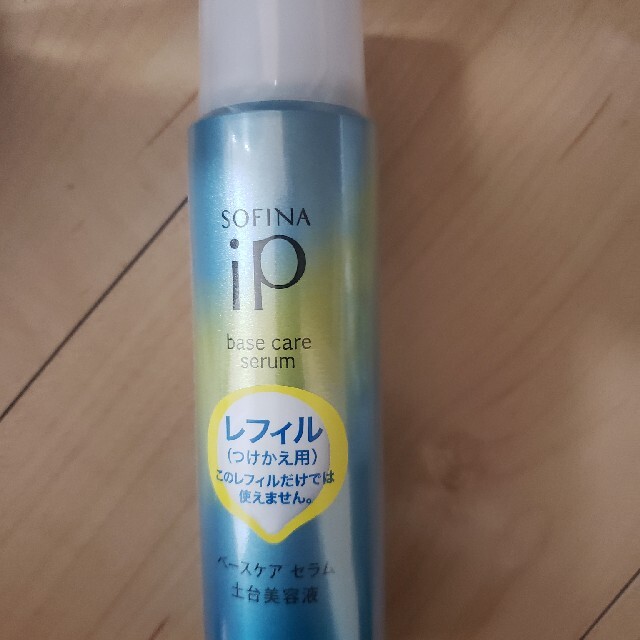 SOFINA
iP
base care
serum
レフィル
(つけかえ用)
このレフィルだけでは
使えません。
ベースケア セラム
土台美容液